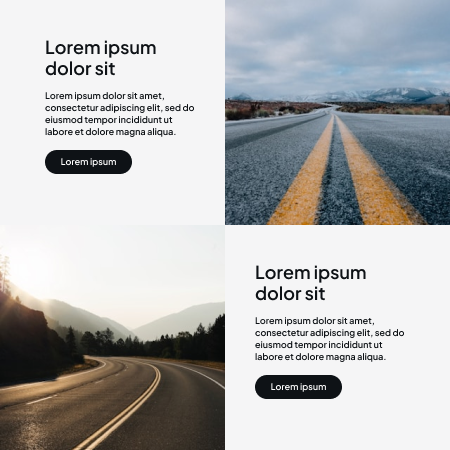 Lorem ipsum
dolor sit
Lorem ipsum dolor sit amet,
consectetur adipiscing elit, sed do
eiusmod tempor incididunt ut
labore et dolore magna aliqua.
Lorem ipsum
Lorem ipsum
dolor sit
Lorem ipsum dolor sit amet,
consectetur adipiscing elit, sed do
eiusmod tempor incididunt ut
labore et dolore magna aliqua.
Lorem ipsum